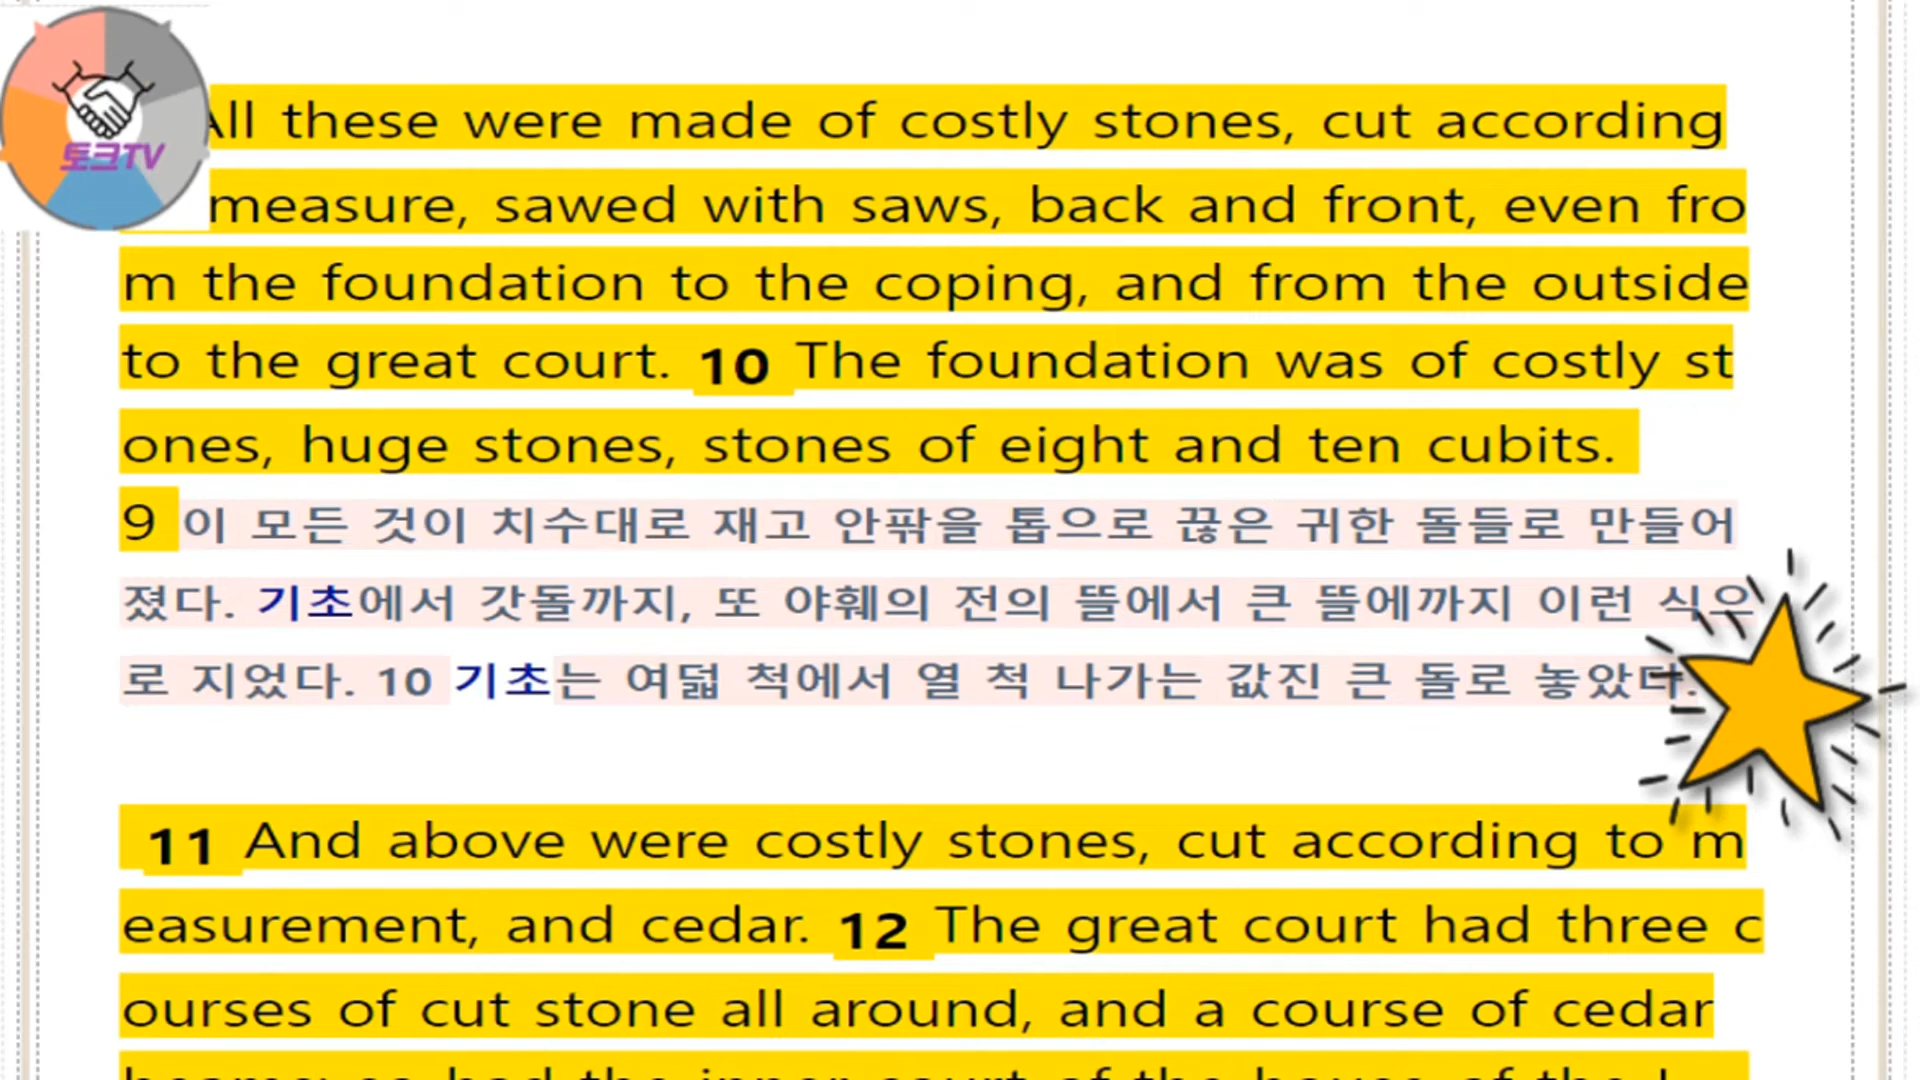 토크TV
All these were made of costly stones, cut according
measure, sawed with saws, back and front, even fro
m the foundation to the coping, and from the outside
to the great court. 10 The foundation was of costly st
ones, huge stones, stones of eight and ten cubits.
9 이 모든 것이 치수대로 재고 안팎을 톱으로 끊은 귀한 돌들로 만들어
졌다. 기초에서 갓돌까지, 또 야훼의 전의 뜰에서 큰 뜰에까지 이런 식으
로 지었다. 10 기초는 여덟 척에서 열 척 나가는 값진 큰 돌로 놓았다.
11 And above were costly stones, cut according to m
easurement, and cedar. 12 The great court had three c
ourses of cut stone all around, and a course of cedar
the inner court of the house of the L